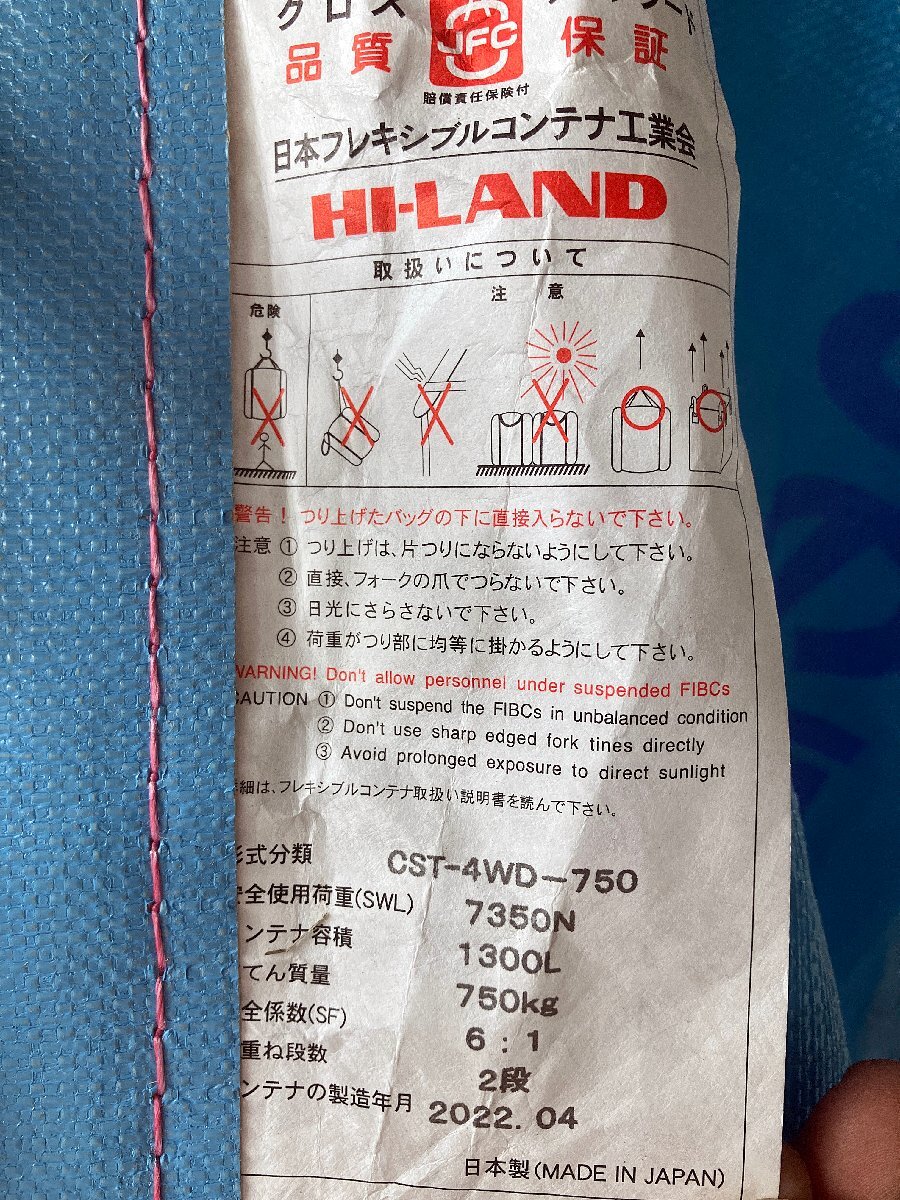 クロス
品質 JFC 保証
賠償責任保険付
日本フレキシブルコンテナ工業会
HI-LAND
取扱いについて
危険
注意
警告! つり上げたバッグの下に直接入らないで下さい。
注意 ① つり上げは、片つりにならないようにして下さい。
② 直接、フォークの爪でつらないで下さい。
③ 日光にさらさないで下さい。
④ 荷重がつり部に均等に掛かるようにして下さい。
WARNING! Don't allow personnel under suspended FIBCs
CAUTION ① Don't suspend the FIBCs in unbalanced condition
② Don't use sharp edged fork tines directly
③ Avoid prolonged exposure to direct sunlight
細は、フレキシブルコンテナ取扱い説明書を読んで下さい。
形式分類 CST-4WD-750
安全使用荷重(SWL) 7350N
ンテナ容積 1300L
てん質量 750kg
全係数(SF) 6:1
重ね段数 2段
ンテナの製造年月 2022.04
日本製(MADE IN JAPAN)